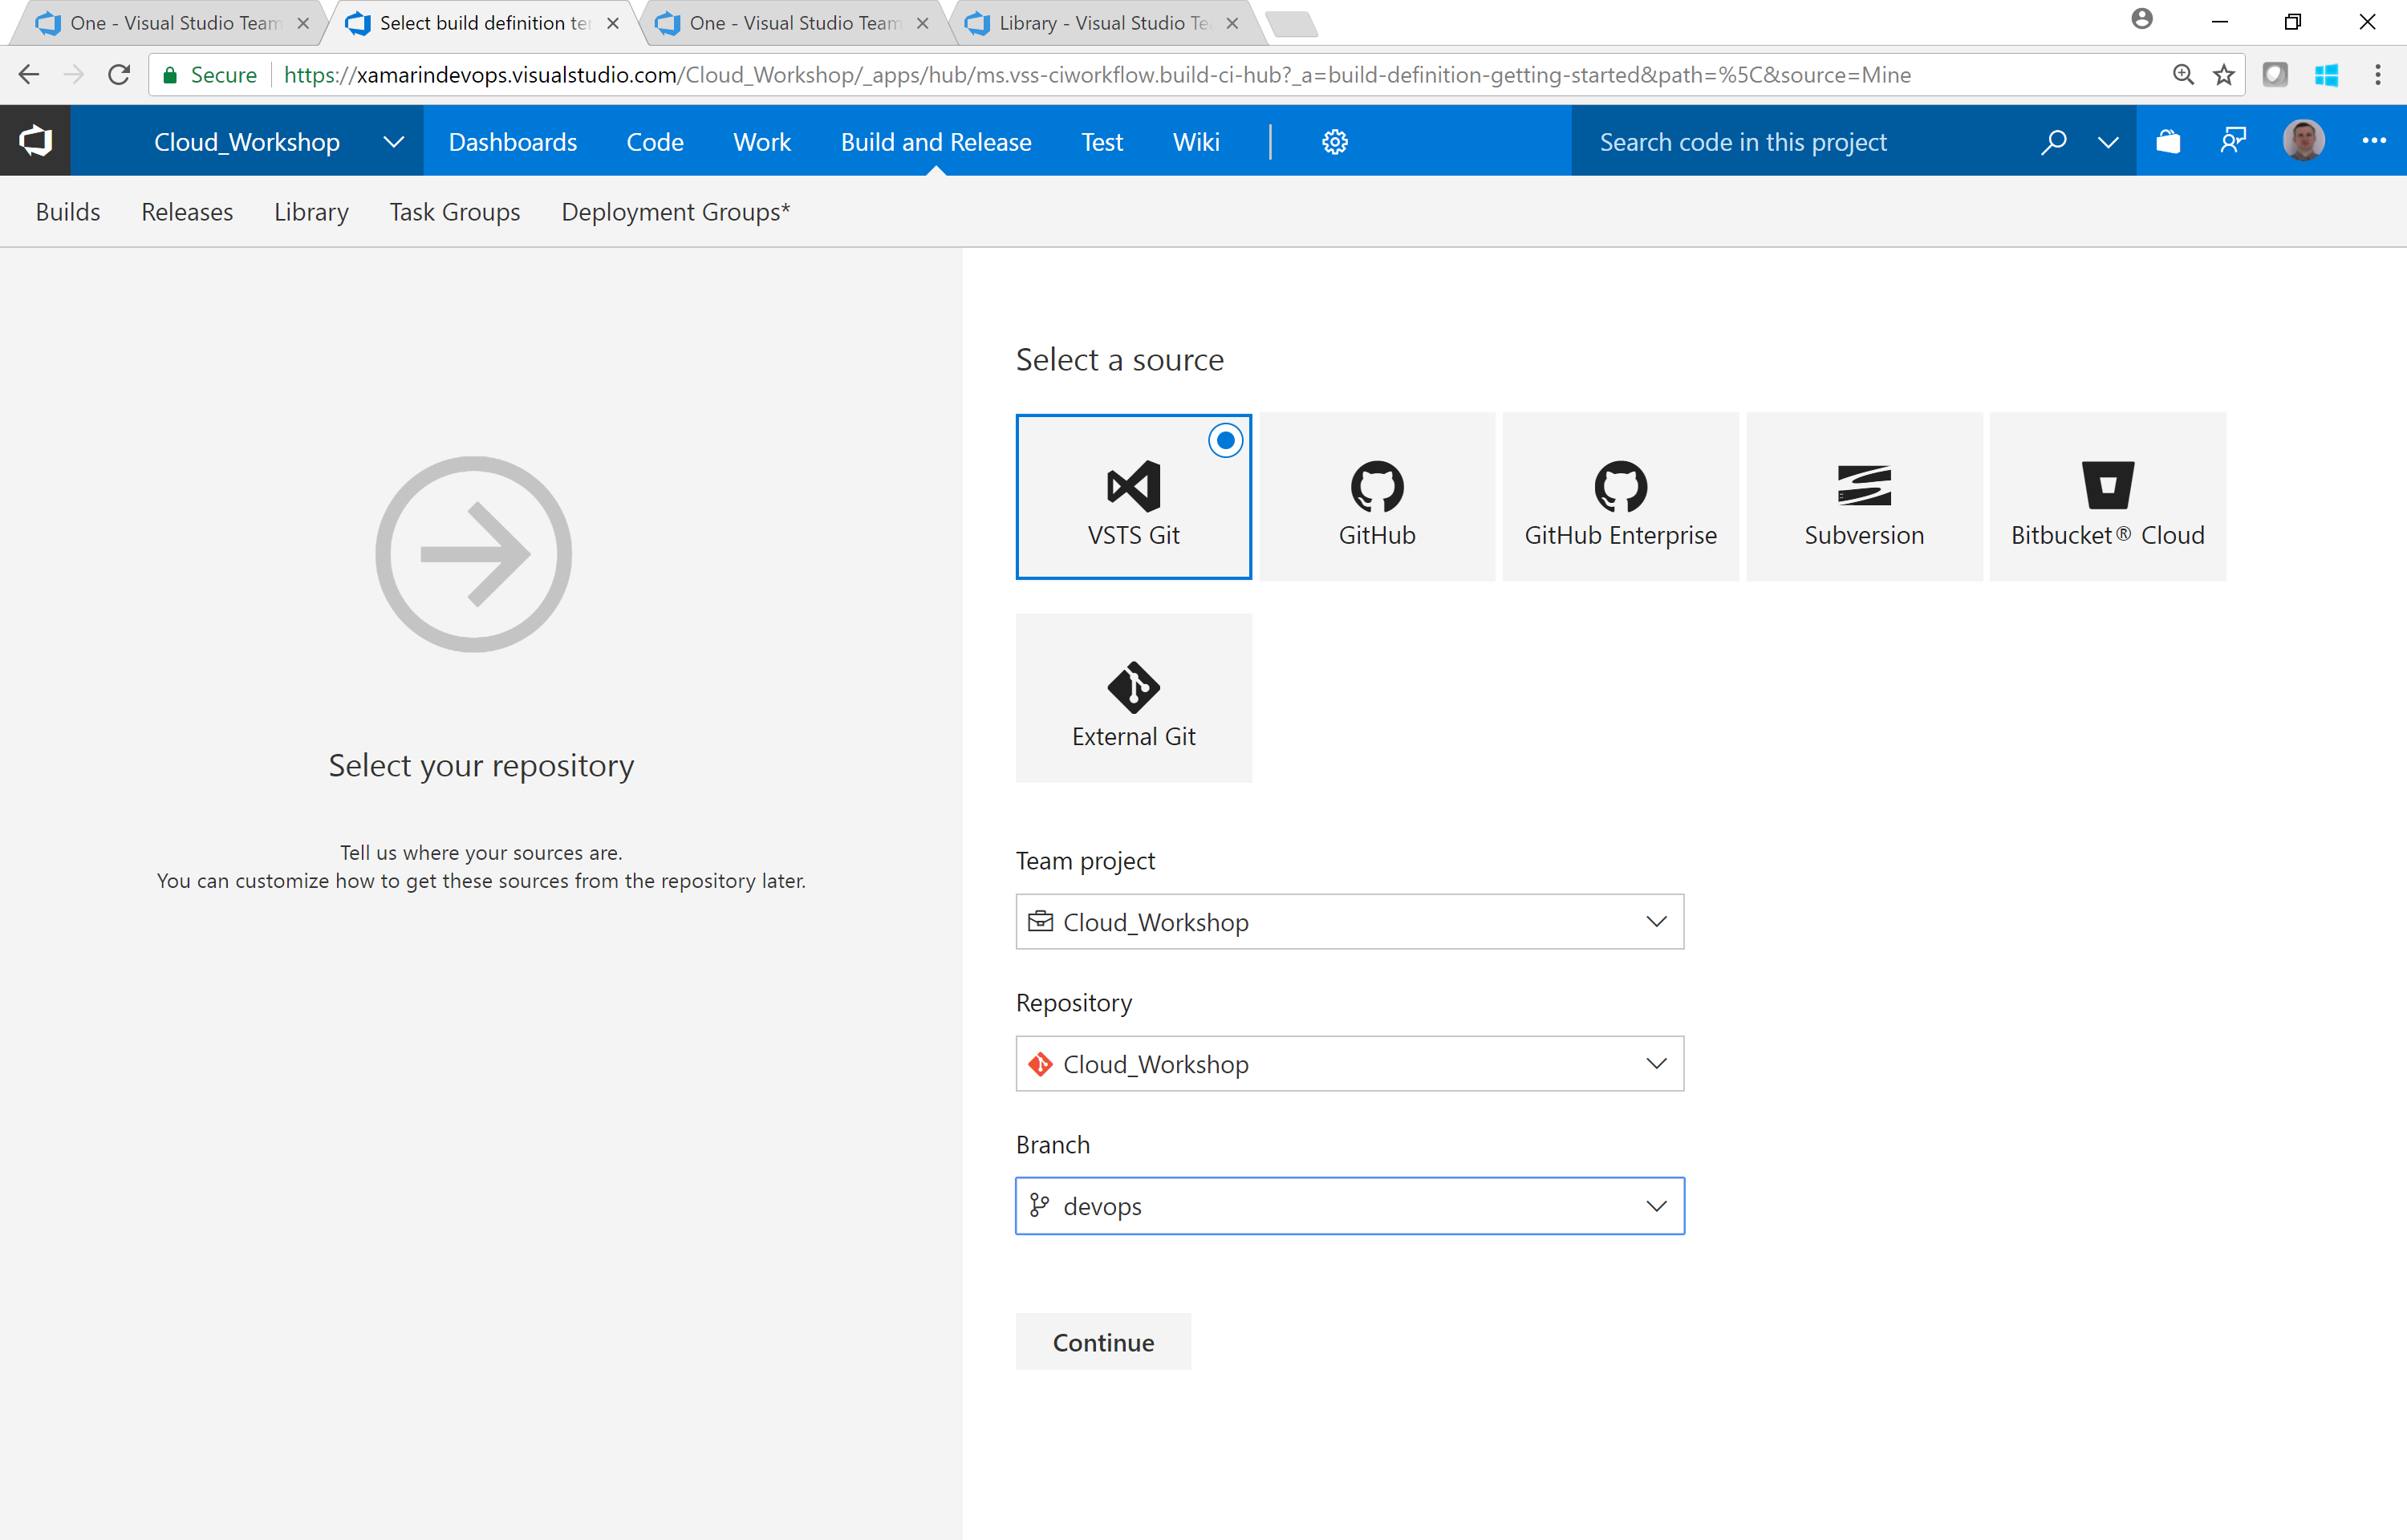 One - Visual Studio Team
Select build definition te
One - Visual Studio Team
Library - Visual Studio Te
Secure
https://xamarindevops.visualstudio.com/Cloud_Workshop/_apps/hub/ms.vss-ciworkflow.build-ci-hub?_a=build-definition-getting-started&path=%5C&source=Mine
Cloud_Workshop
Dashboards
Code
Work
Build and Release
Test
Wiki
Search code in this project
Builds
Releases
Library
Task Groups
Deployment Groups*
Select your repository
Tell us where your sources are.
You can customize how to get these sources from the repository later.
Select a source
VSTS Git
GitHub
GitHub Enterprise
Subversion
Bitbucket® Cloud
External Git
Team project
Cloud_Workshop
Repository
Cloud_Workshop
Branch
devops
Continue